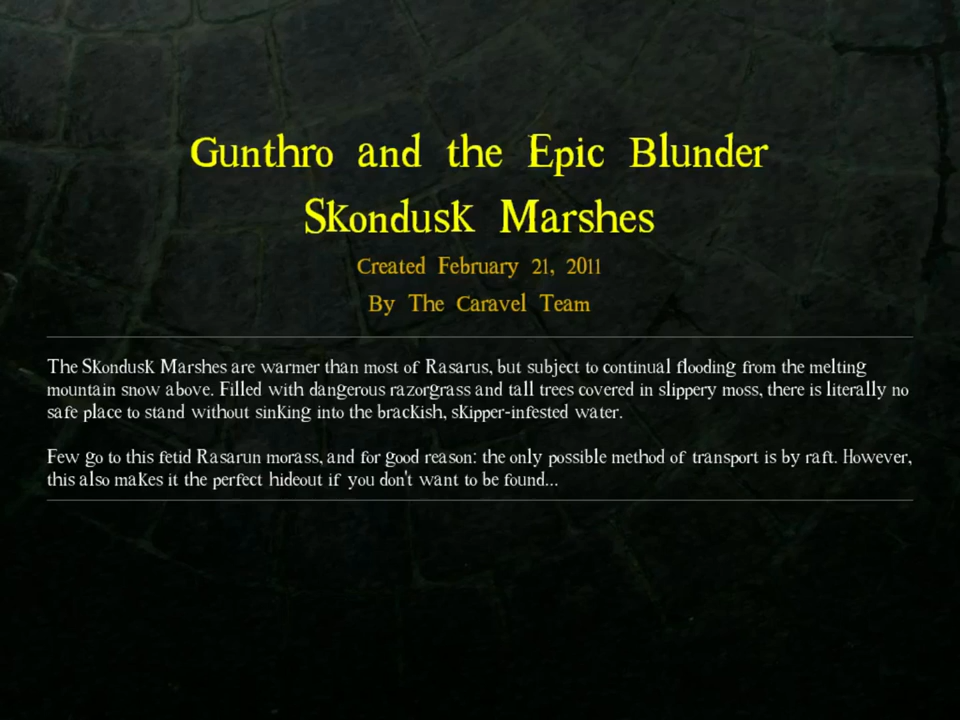 Gunthro and the Epic Blunder
Skondusk Marshes
Created February 21, 2011
By The Caravel Team
The Skondusk Marshes are warmer than most of Rasarus, but subject to continual flooding from the melting
mountain snow above. Filled with dangerous razorgrass and tall trees covered in slippery moss, there is literally no
safe place to stand without sinking into the brackish, skipper-infested water.
Few go to this fetid Rasarun morass, and for good reason: the only possible method of transport is by raft. However,
this also makes it the perfect hideout if you don't want to be found...